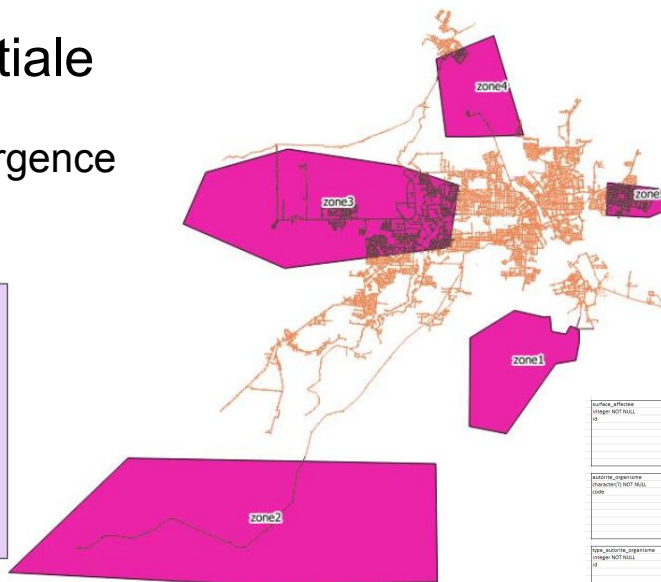 tiale
rgence
zone4
zone3
zone
zone1
zone2
surface_affectee
integer NOT NULL
id
autorite_organisme
character(7) NOT NULL
code
type_autorite_organisme
integer NOT NULL
id